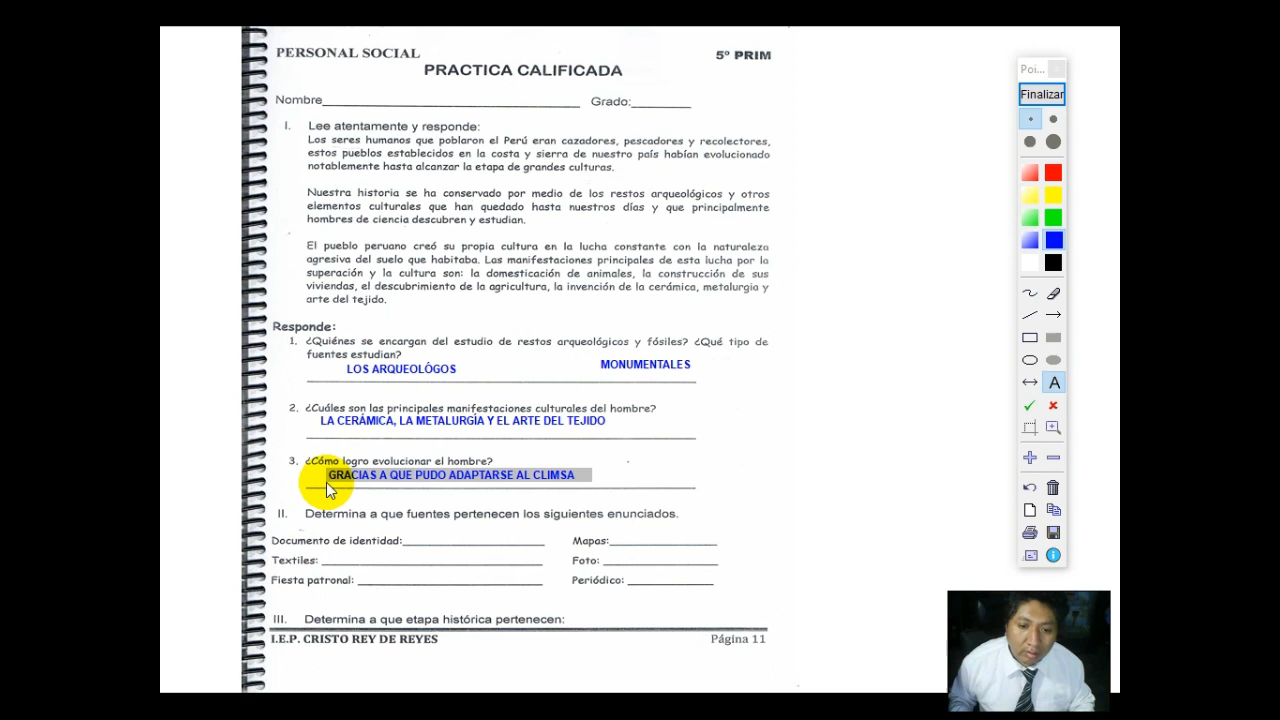 PERSONAL SOCIAL 5º PRIM
PRACTICA CALIFICADA
Nombre Grado:
I. Lee atentamente y responde:
Los seres humanos que poblaron el Perú eran cazadores, pescadores y recolectores,
estos pueblos establecidos en la costa y sierra de nuestro país habían evolucionado
notablemente hasta alcanzar la etapa de grandes culturas.
Nuestra historia se ha conservado por medio de los restos arqueológicos y otros
elementos culturales que han quedado hasta nuestros días y que principalmente
hombres de ciencia descubren y estudian.
El pueblo peruano creó su propia cultura en la lucha constante con la naturaleza
agresiva del suelo que habitaba. Las manifestaciones principales de esta lucha por la
superación y la cultura son: la domesticación de animales, la construcción de sus
viviendas, el descubrimiento de la agricultura, la invención de la cerámica, metalurgia y
arte del tejido.
Responde:
1. ¿Quiénes se encargan del estudio de restos arqueológicos y fósiles? ¿Qué tipo de
fuentes estudian?
LOS ARQUEOLÓGOS MONUMENTALES
2. ¿Cuáles son las principales manifestaciones culturales del hombre?
LA CERÁMICA, LA METALURGÍA Y EL ARTE DEL TEJIDO
3. ¿Cómo logro evolucionar el hombre?
GRACIAS A QUE PUDO ADAPTARSE AL CLIMSA
II. Determina a que fuentes pertenecen los siguientes enunciados.
Documento de identidad: Mapas:
Textiles: Foto:
Fiesta patronal: Periódico:
III. Determina a que etapa histórica pertenecen:
I.E.P. CRISTO REY DE REYES Página 11
Poi...
Finalizar
A